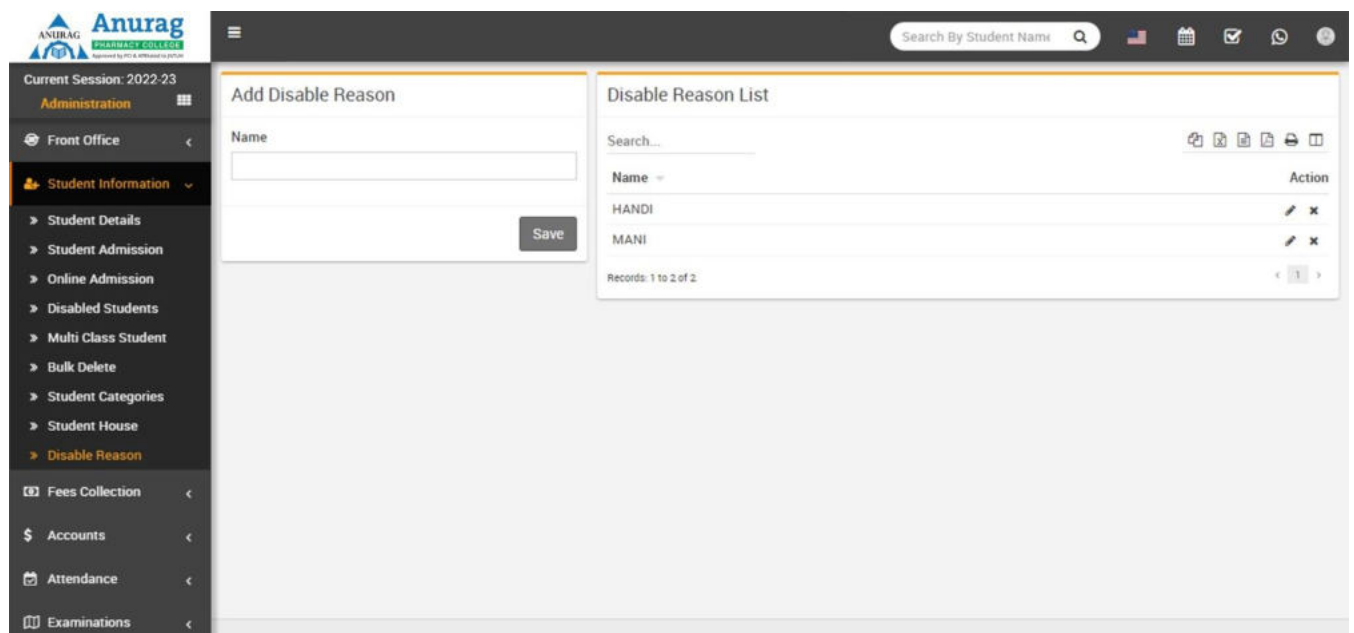 ANURAG
Anurag
PHARMACY COLLEGE
Search By Student Name
Current Session: 2022-23
Administration
Front Office
Student Information
Student Details
Student Admission
Online Admission
Disabled Students
Multi Class Student
Bulk Delete
Student Categories
Student House
Disable Reason
Fees Collection
$ Accounts
Attendance
Examinations
Add Disable Reason
Name
Save
Disable Reason List
Search...
Name Action
HANDI
MANI
Records: 1 to 2 of 2
1